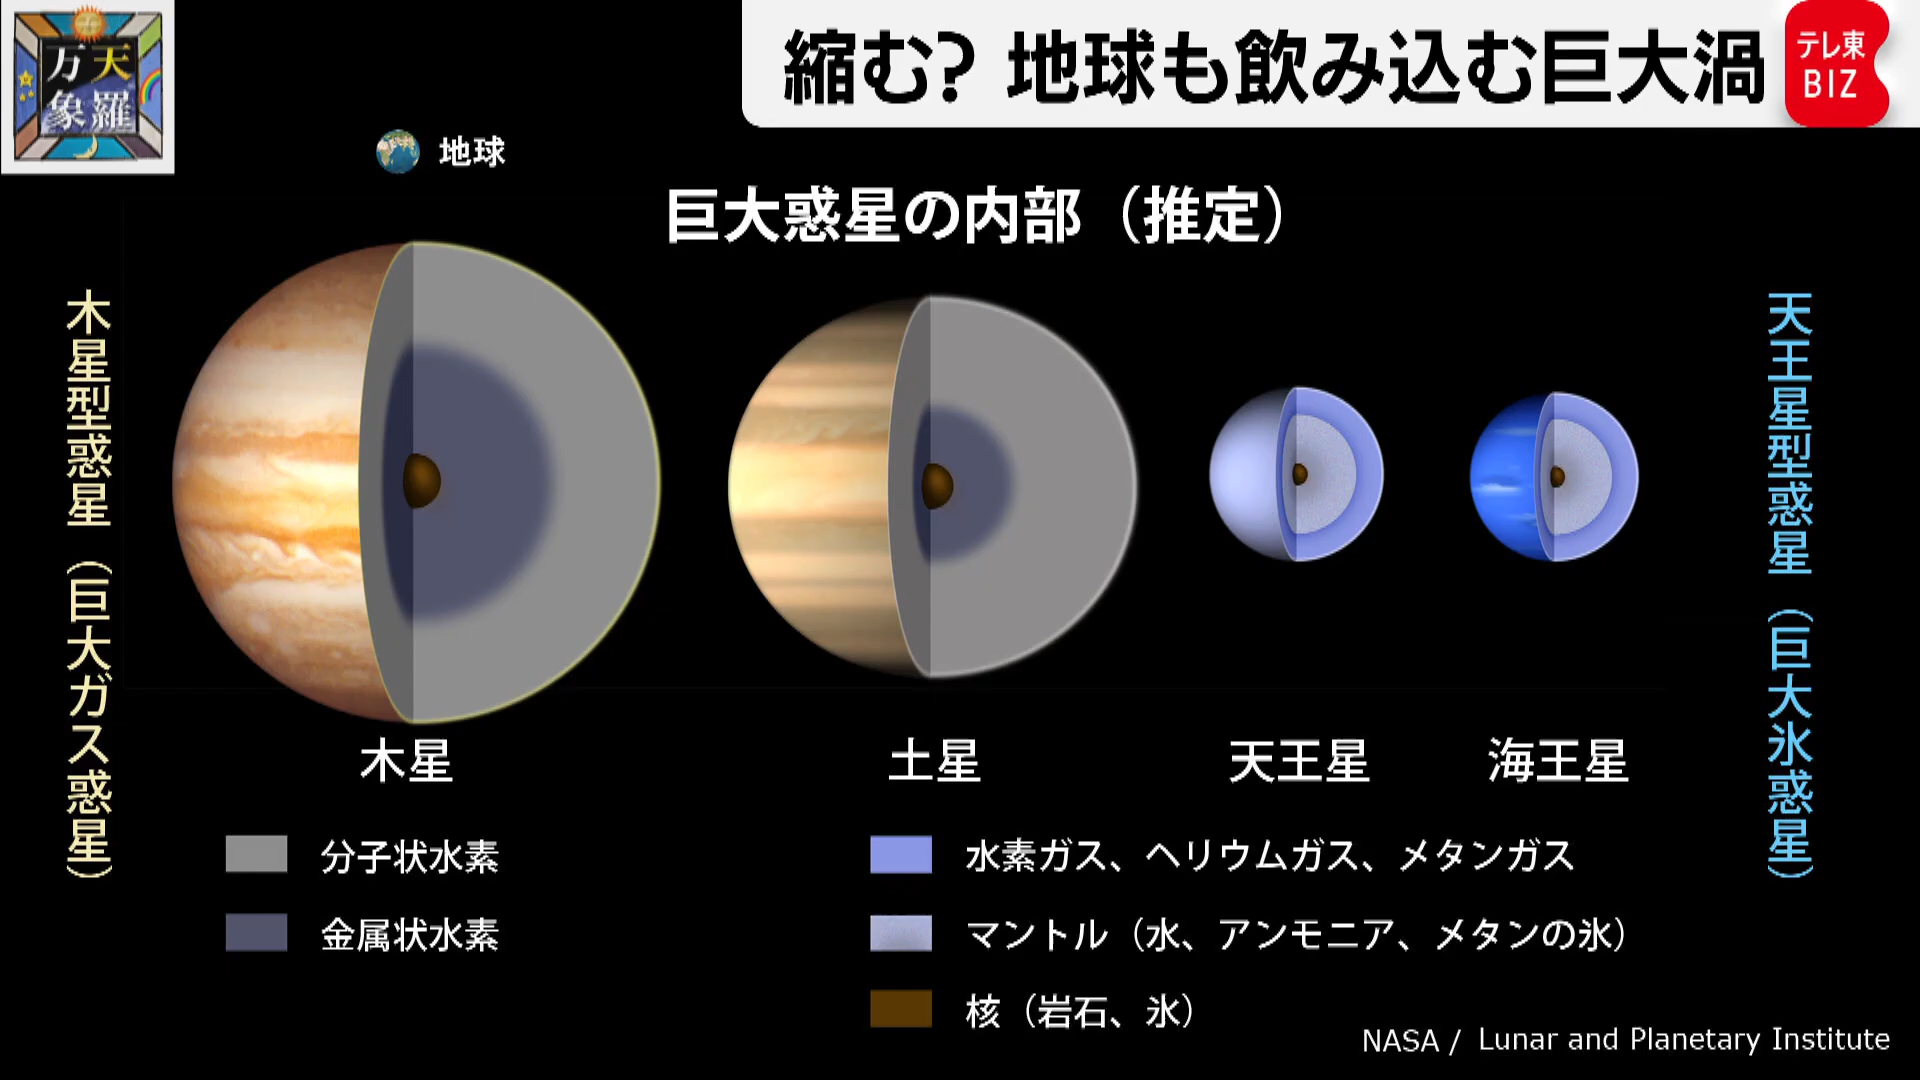 天羅
万象
縮む? 地球も飲み込む巨大渦
テレ東
BIZ
地球
巨大惑星の内部（推定）
木星型惑星（巨大ガス惑星）
天王星型惑星（巨大氷惑星）
木星
土星
天王星
海王星
分子状水素
金属状水素
水素ガス、ヘリウムガス、メタンガス
マントル（水、アンモニア、メタンの氷）
核（岩石、氷）
NASA / Lunar and Planetary Institute